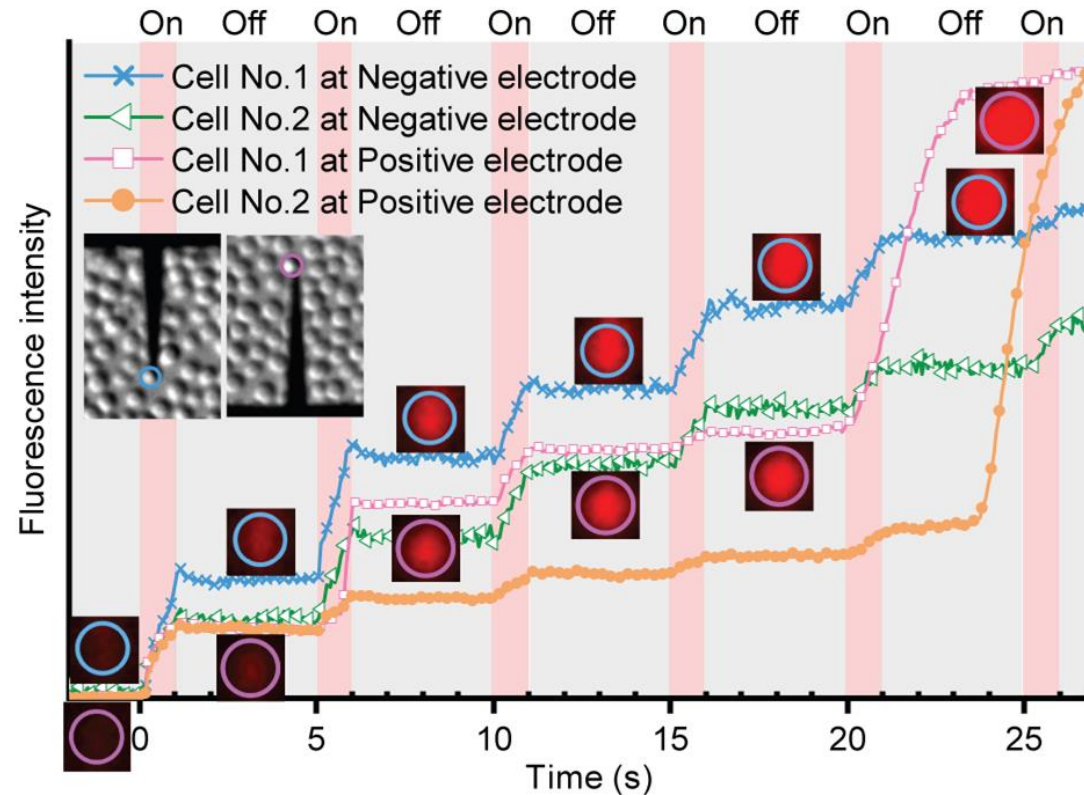 On Off On Off On Off On Off On Off On
Cell No.1 at Negative electrode
Cell No.2 at Negative electrode
Cell No.1 at Positive electrode
Cell No.2 at Positive electrode
Fluorescence intensity
0 5 10 15 20 25
Time (s)